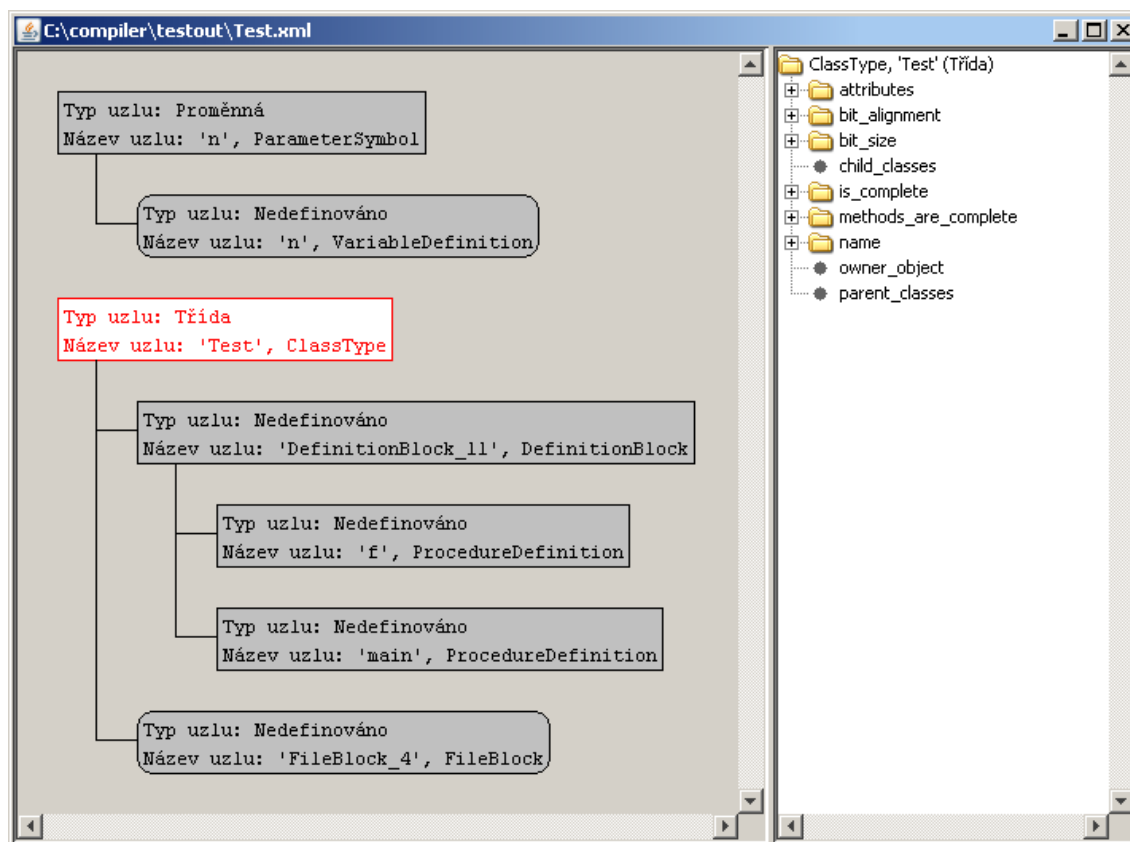 C:\compiler\testout\Test.xml
Typ uzlu: Proměnná
Název uzlu: 'n', ParameterSymbol
Typ uzlu: Nedefinováno
Název uzlu: 'n', VariableDefinition
Typ uzlu: Třída
Název uzlu: 'Test', ClassType
Typ uzlu: Nedefinováno
Název uzlu: 'DefinitionBlock_11', DefinitionBlock
Typ uzlu: Nedefinováno
Název uzlu: 'f', ProcedureDefinition
Typ uzlu: Nedefinováno
Název uzlu: 'main', ProcedureDefinition
Typ uzlu: Nedefinováno
Název uzlu: 'FileBlock_4', FileBlock
ClassType, 'Test' (Třída)
attributes
bit_alignment
bit_size
child_classes
is_complete
methods_are_complete
name
owner_object
parent_classes